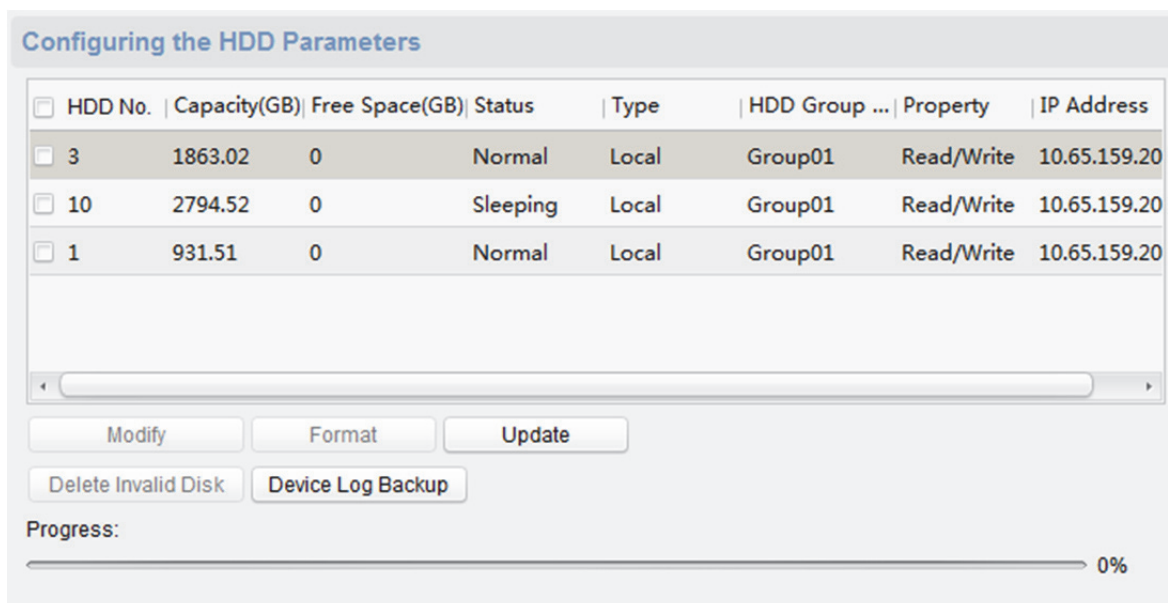 Configuring the HDD Parameters
HDD No. Capacity(GB) Free Space(GB) Status Type HDD Group ... Property IP Address
3 1863.02 0 Normal Local Group01 Read/Write 10.65.159.20
10 2794.52 0 Sleeping Local Group01 Read/Write 10.65.159.20
1 931.51 0 Normal Local Group01 Read/Write 10.65.159.20
Modify Format Update
Delete Invalid Disk Device Log Backup
Progress:
0%